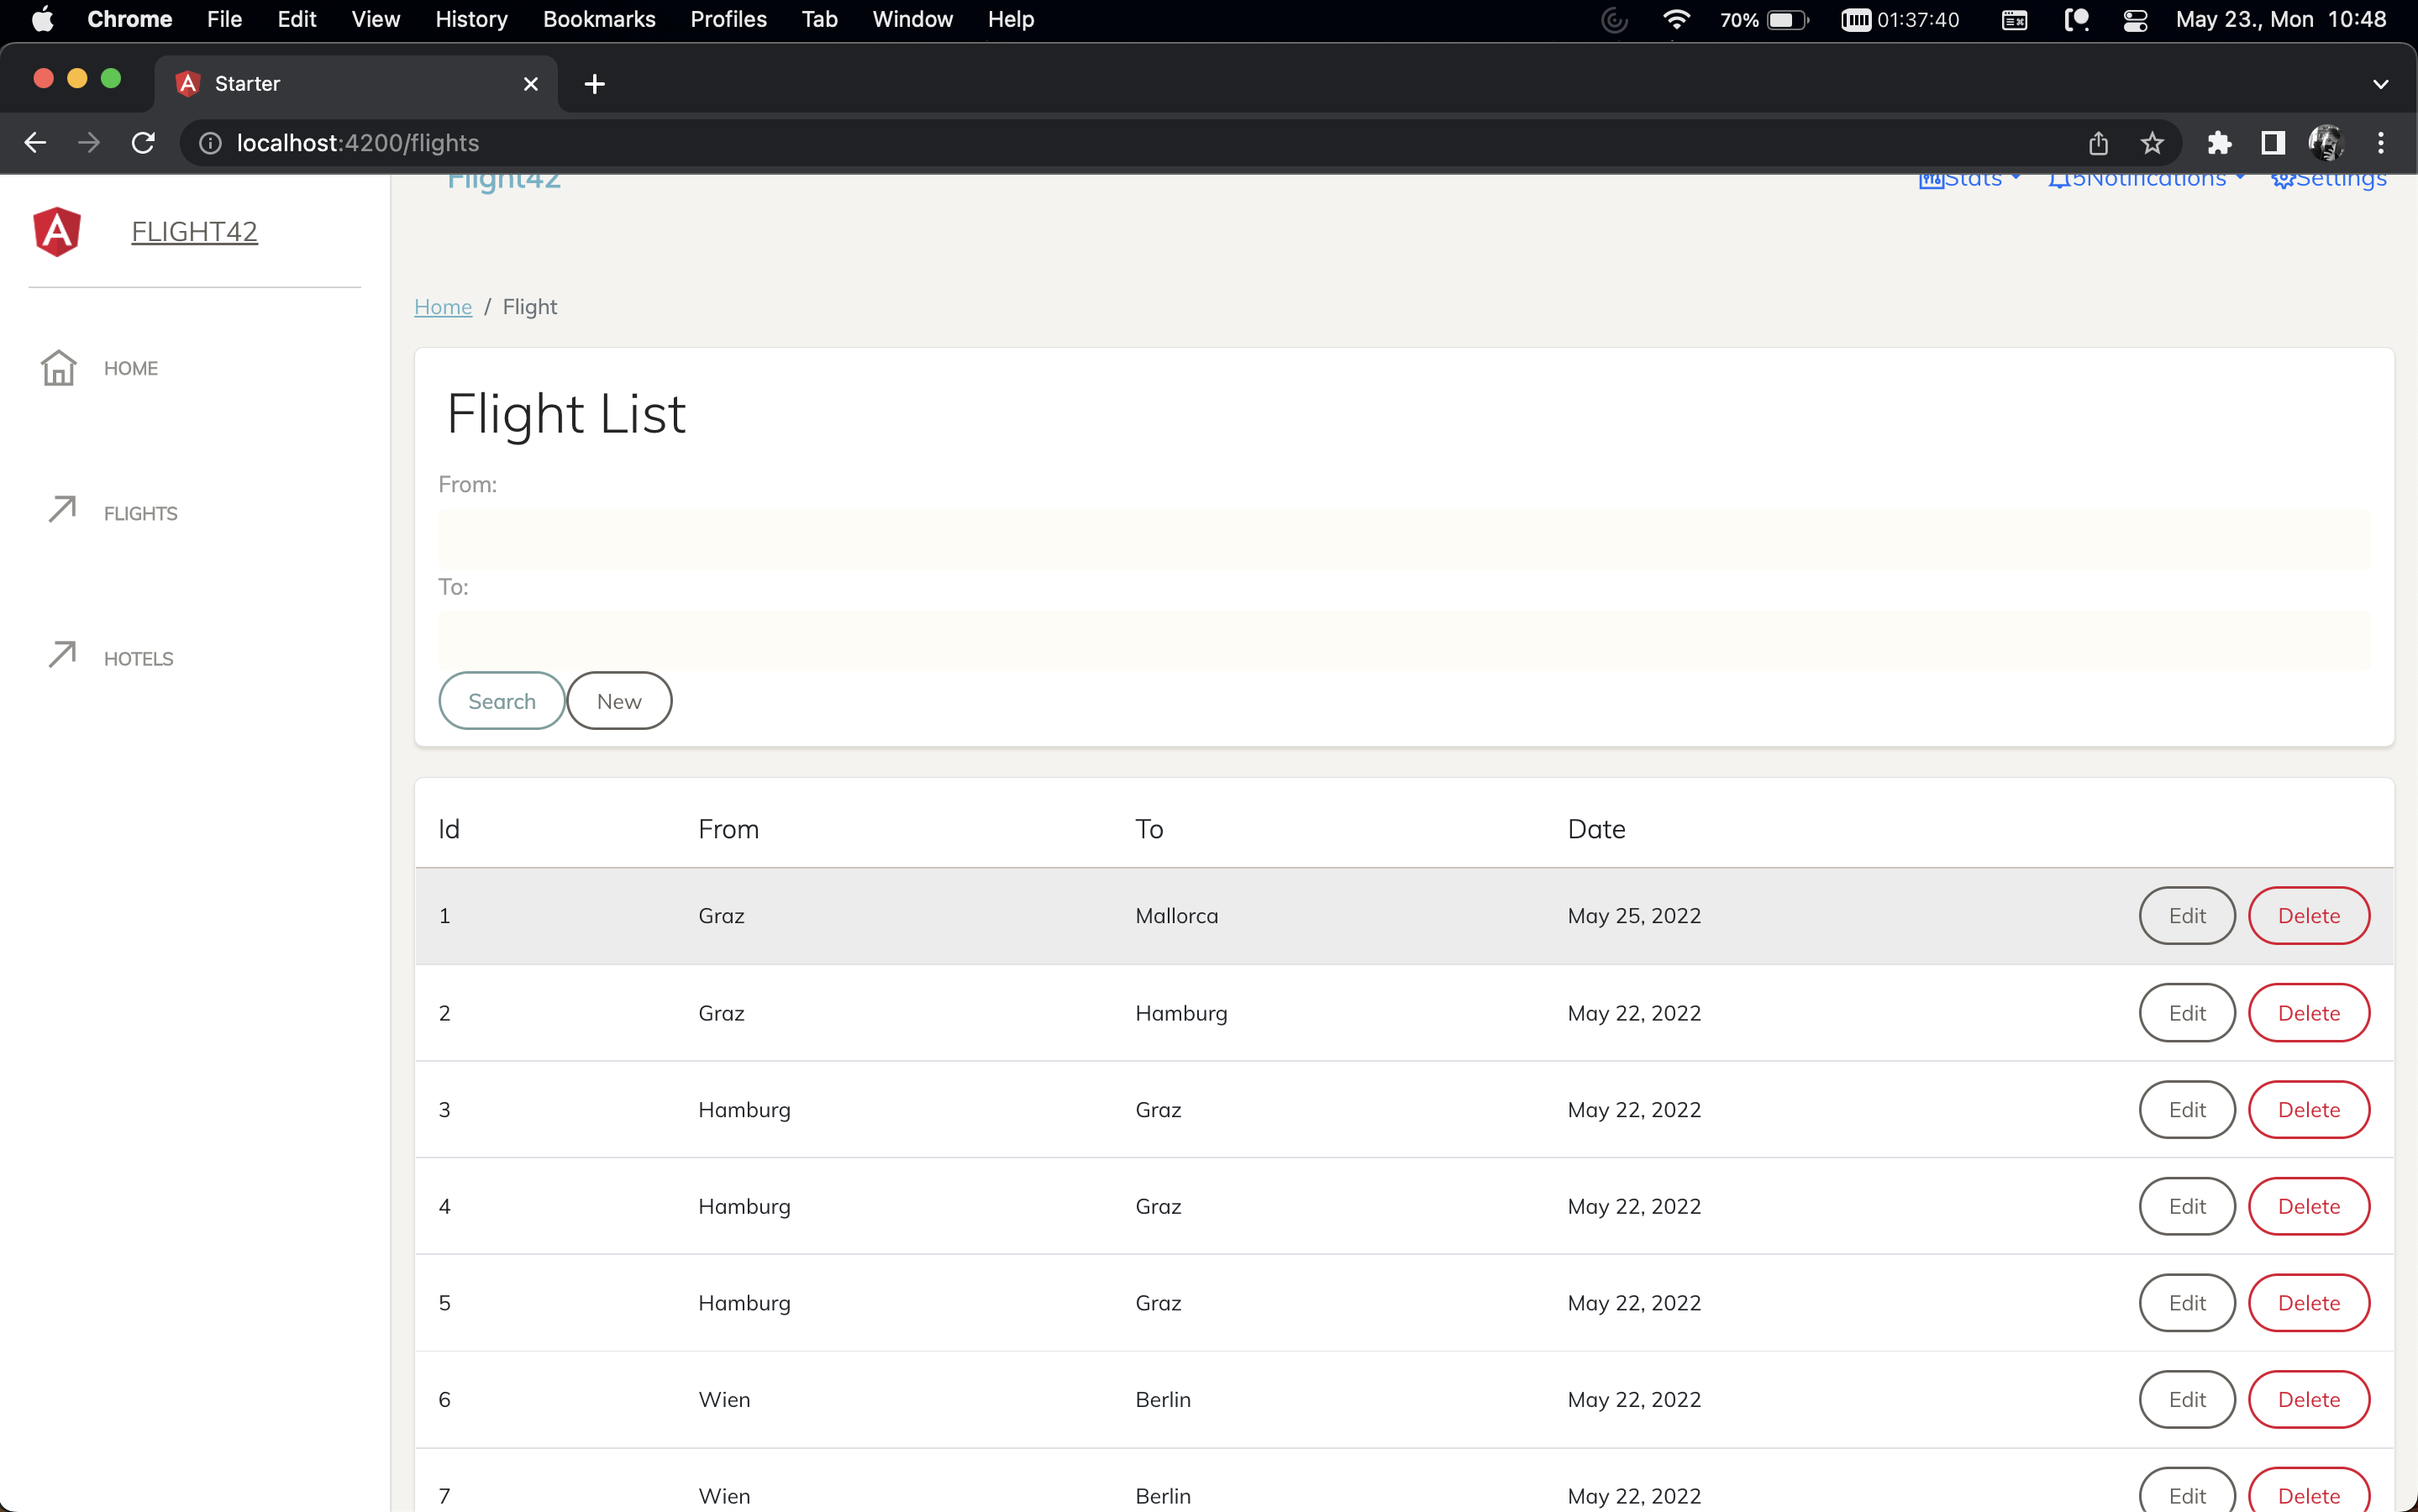 Chrome File Edit View History Bookmarks Profiles Tab Window Help 70% 01:37:40 May 23., Mon 10:48
Starter
localhost:4200/flights
Flight42 Stats 5Notifications Settings
FLIGHT42
Home / Flight
HOME
Flight List
From:
FLIGHTS
To:
HOTELS
Search New
Id From To Date
1 Graz Mallorca May 25, 2022 Edit Delete
2 Graz Hamburg May 22, 2022 Edit Delete
3 Hamburg Graz May 22, 2022 Edit Delete
4 Hamburg Graz May 22, 2022 Edit Delete
5 Hamburg Graz May 22, 2022 Edit Delete
6 Wien Berlin May 22, 2022 Edit Delete
7 Wien Berlin May 22, 2022 Edit Delete